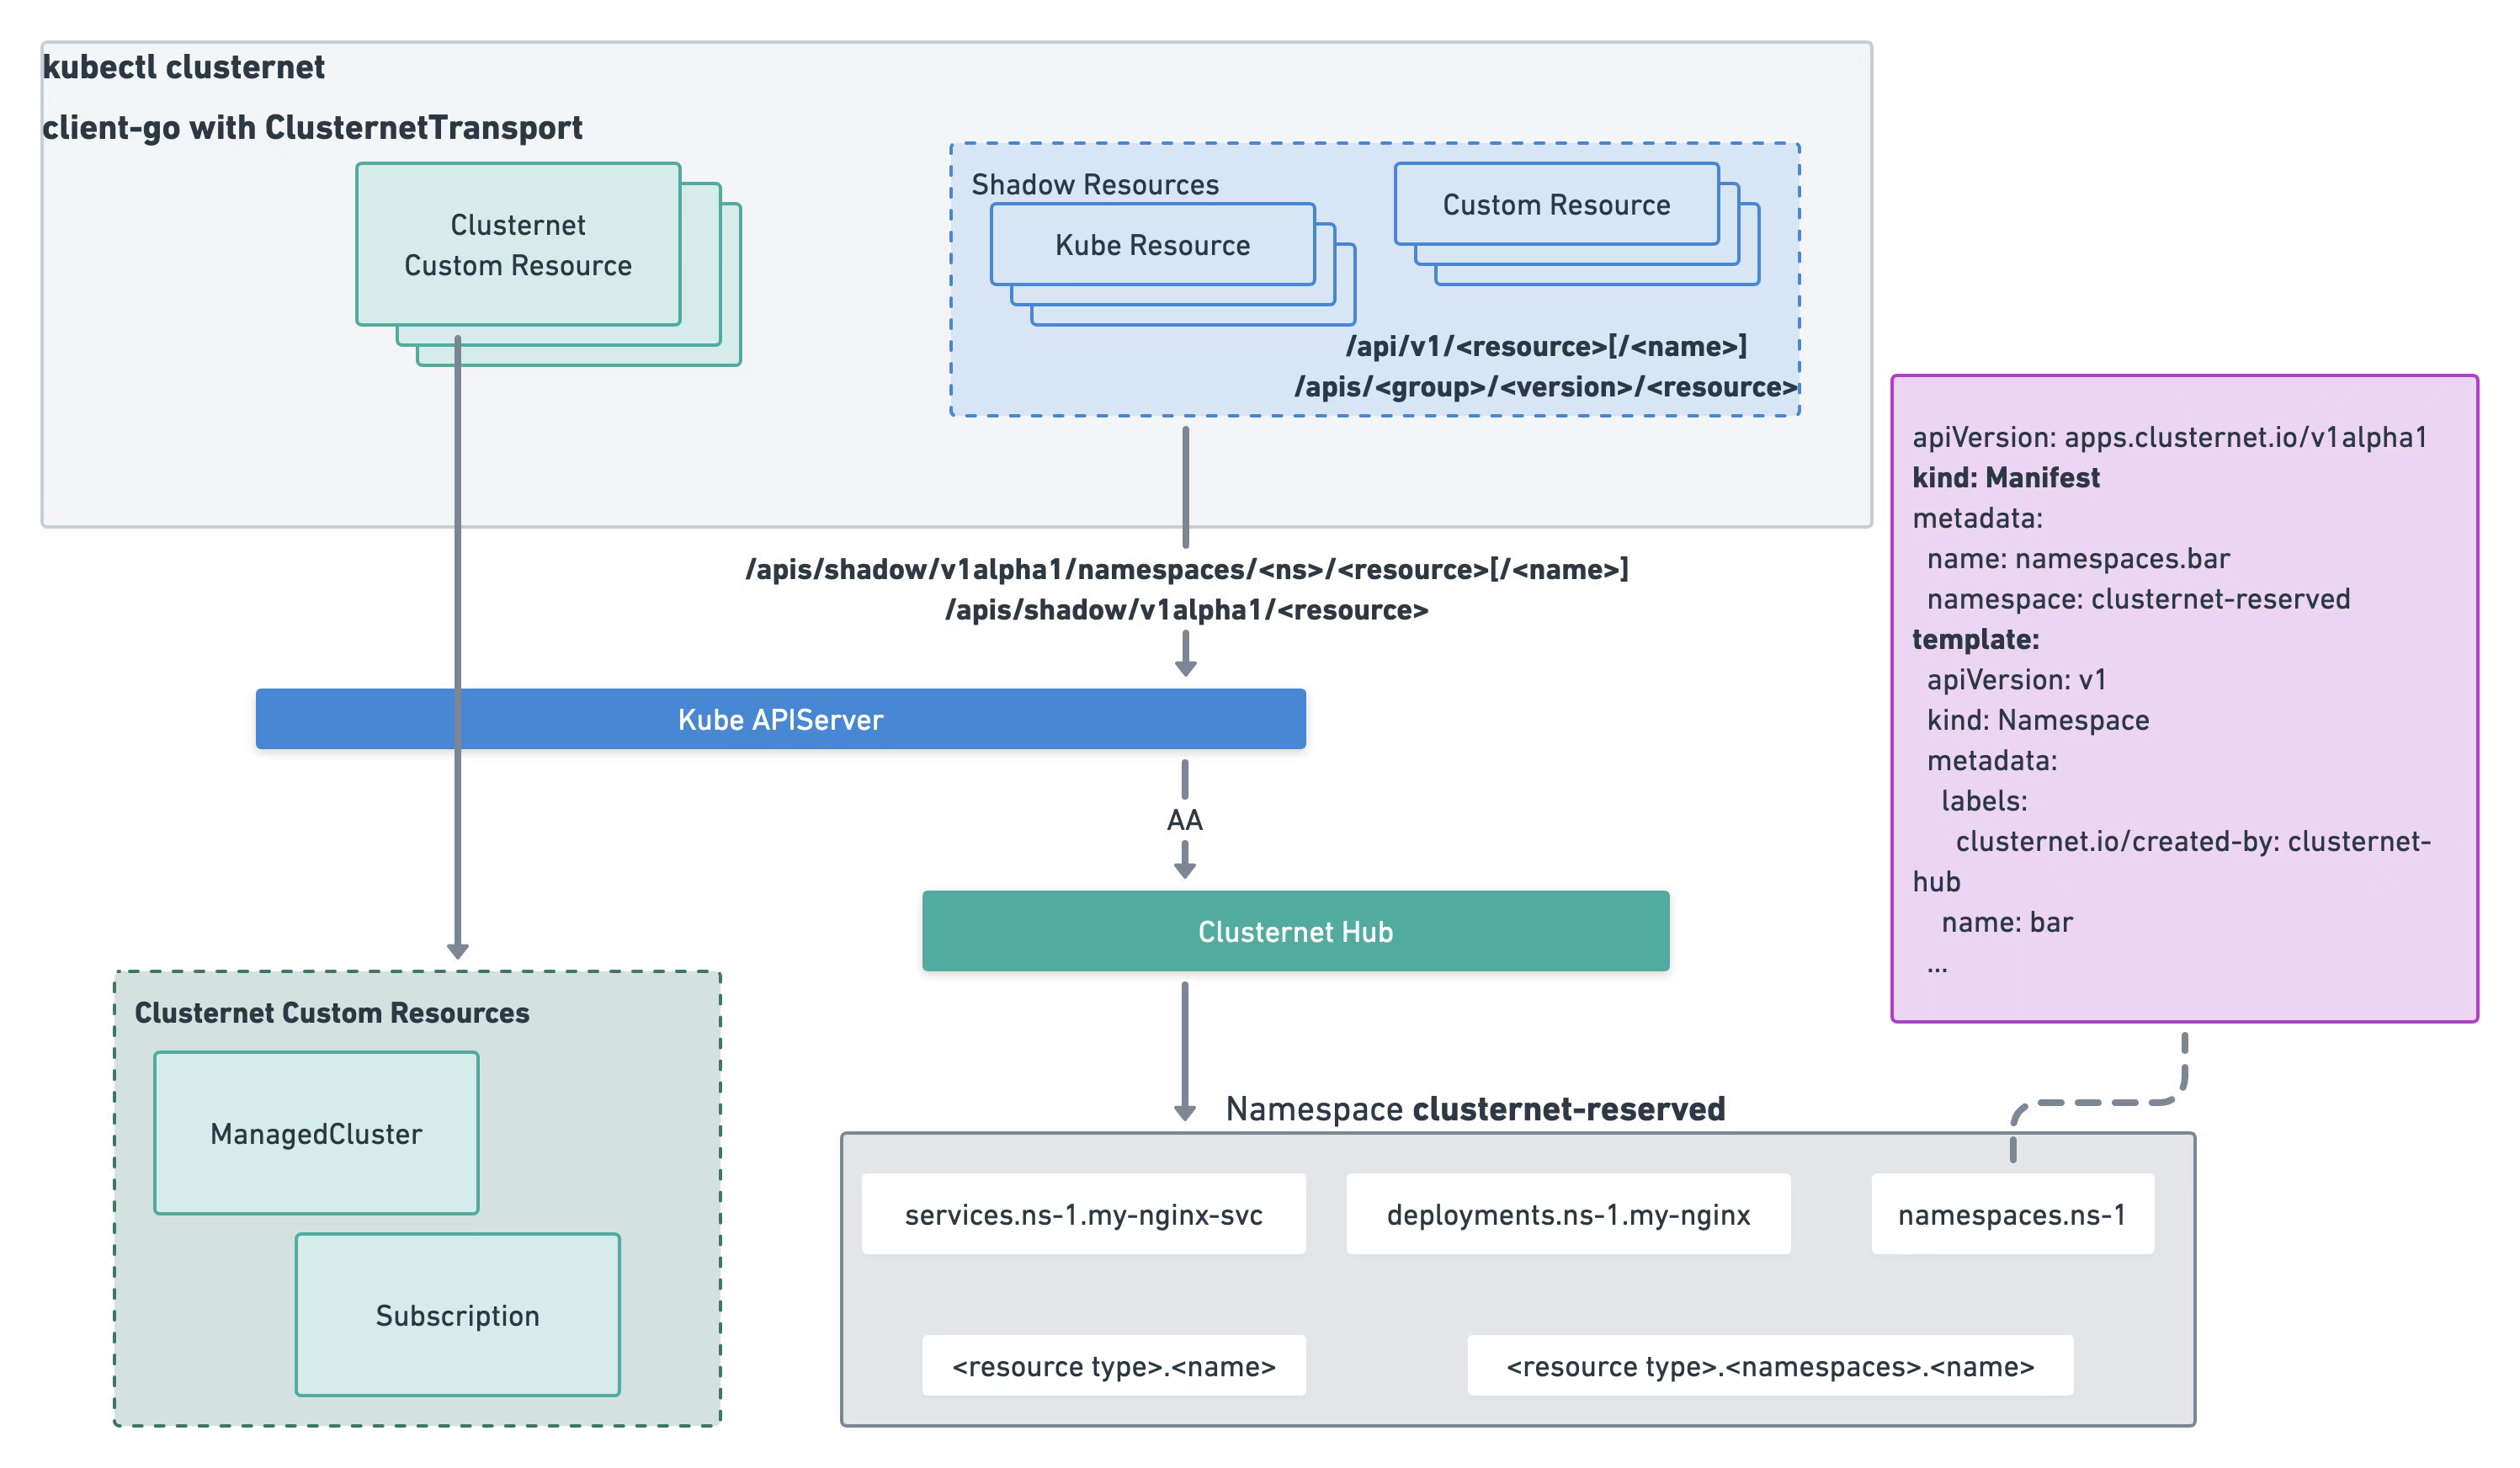 kubectl clusternet
client-go with ClusternetTransport
Clusternet
Custom Resource
Shadow Resources
Kube Resource
Custom Resource
/api/v1/<resource>[/<name>]
/apis/<group>/<version>/<resource>
/apis/shadow/v1alpha1/namespaces/<ns>/<resource>[/<name>]
/apis/shadow/v1alpha1/<resource>
Kube APIServer
AA
Clusternet Hub
apiVersion: apps.clusternet.io/v1alpha1
kind: Manifest
metadata:
  name: namespaces.bar
  namespace: clusternet-reserved
template:
  apiVersion: v1
  kind: Namespace
  metadata:
    labels:
      clusternet.io/created-by: clusternet-
hub
    name: bar
  ...
Clusternet Custom Resources
ManagedCluster
Subscription
Namespace clusternet-reserved
services.ns-1.my-nginx-svc
deployments.ns-1.my-nginx
namespaces.ns-1
<resource type>.<name>
<resource type>.<namespaces>.<name>